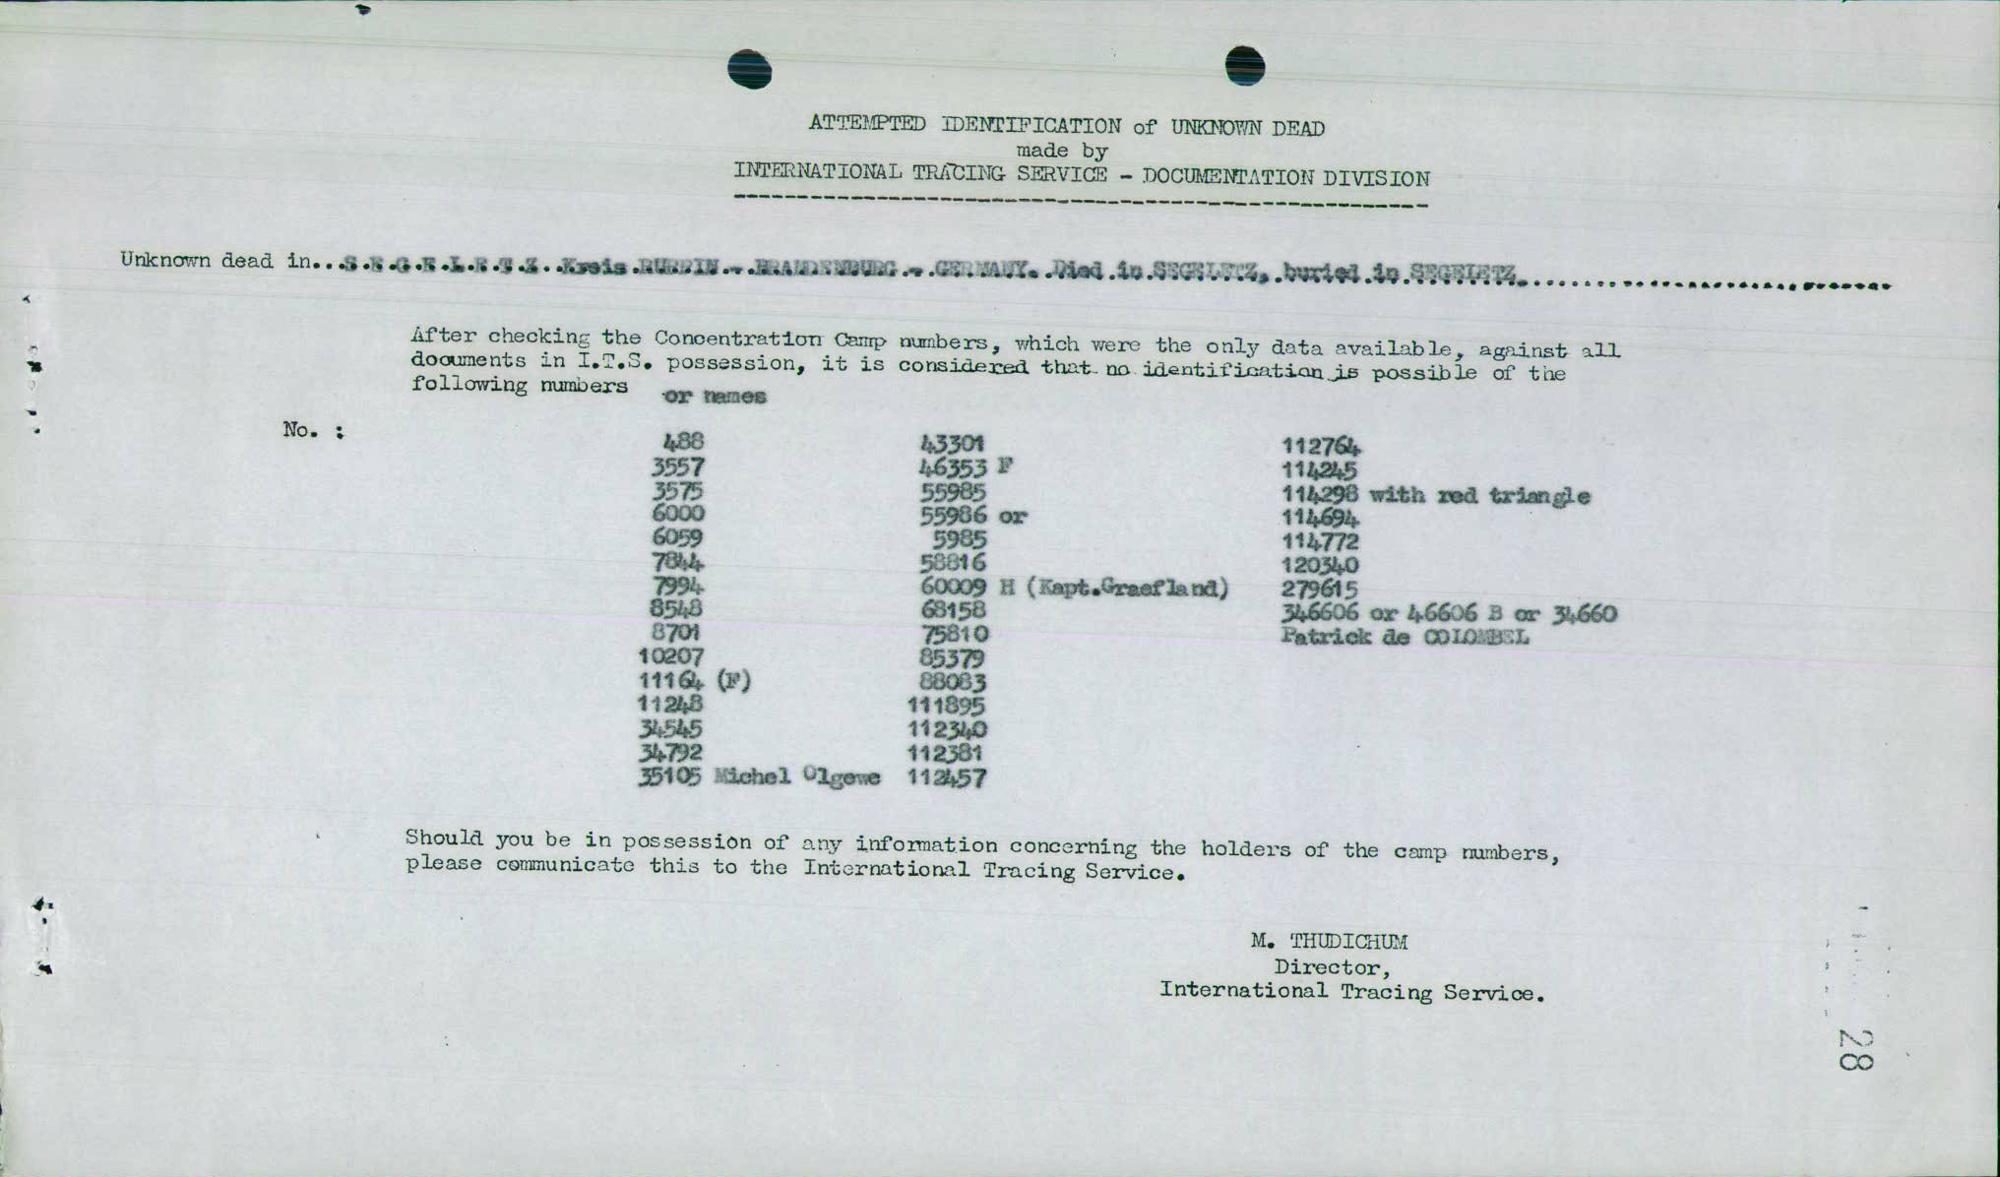 ATTEMPTED IDENTIFICATION of UNKNOWN DEAD
made by
INTERNATIONAL TRACING SERVICE - DOCUMENTATION DIVISION
Unknown dead in...S.E.G.E.L.E.T.Z..Kreis.RUPPIN.-.BRANDENBURG.-.GERMANY..Died.in.SEGELETZ,.buried.in.SEGELETZ.
After checking the Concentration Camp numbers, which were the only data available, against all
documents in I.T.S. possession, it is considered that no identification is possible of the
following numbers or names
No. :
488
3557
3575
6000
6059
7844
7994
8548
8701
10207
11164 (F)
11248
34545
34792
35105 Michel Olgewe
43301
46353 F
55985
55986 or
5985
58816
60009 H (Kapt.Graefland)
68158
75810
85379
88083
111895
112340
112381
112457
112764
114245
114298 with red triangle
114694
114772
120340
279615
346606 or 46606 B or 34660
Patrick de COLOMBEL
Should you be in possession of any information concerning the holders of the camp numbers,
please communicate this to the International Tracing Service.
M. THUDICHUM
Director,
International Tracing Service.
28